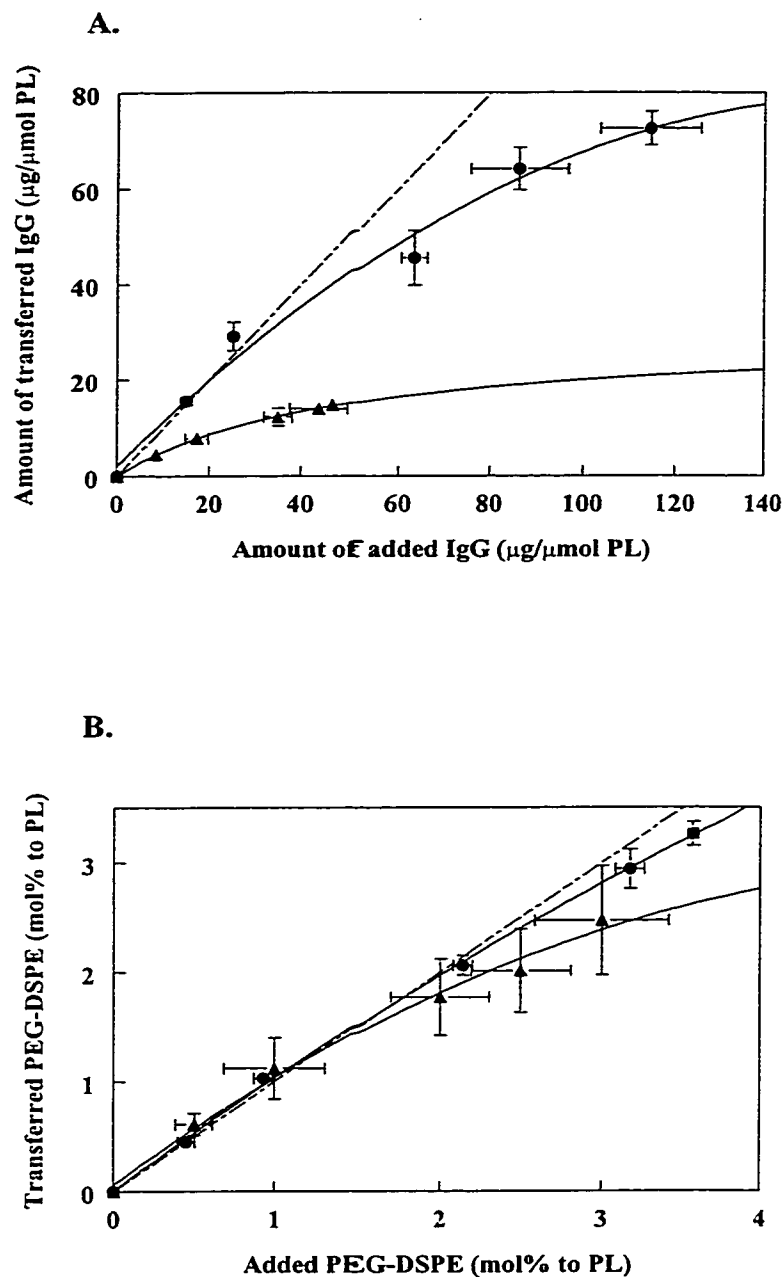 A.
Amount of transferred IgG (µg/µmol PL)
80
60
40
20
0
0 20 40 60 80 100 120 140
Amount of added IgG (µg/µmol PL)
B.
Transferred PEG-DSPE (mol% to PL)
3
2
1
0
0 1 2 3 4
Added PEG-DSPE (mol% to PL)